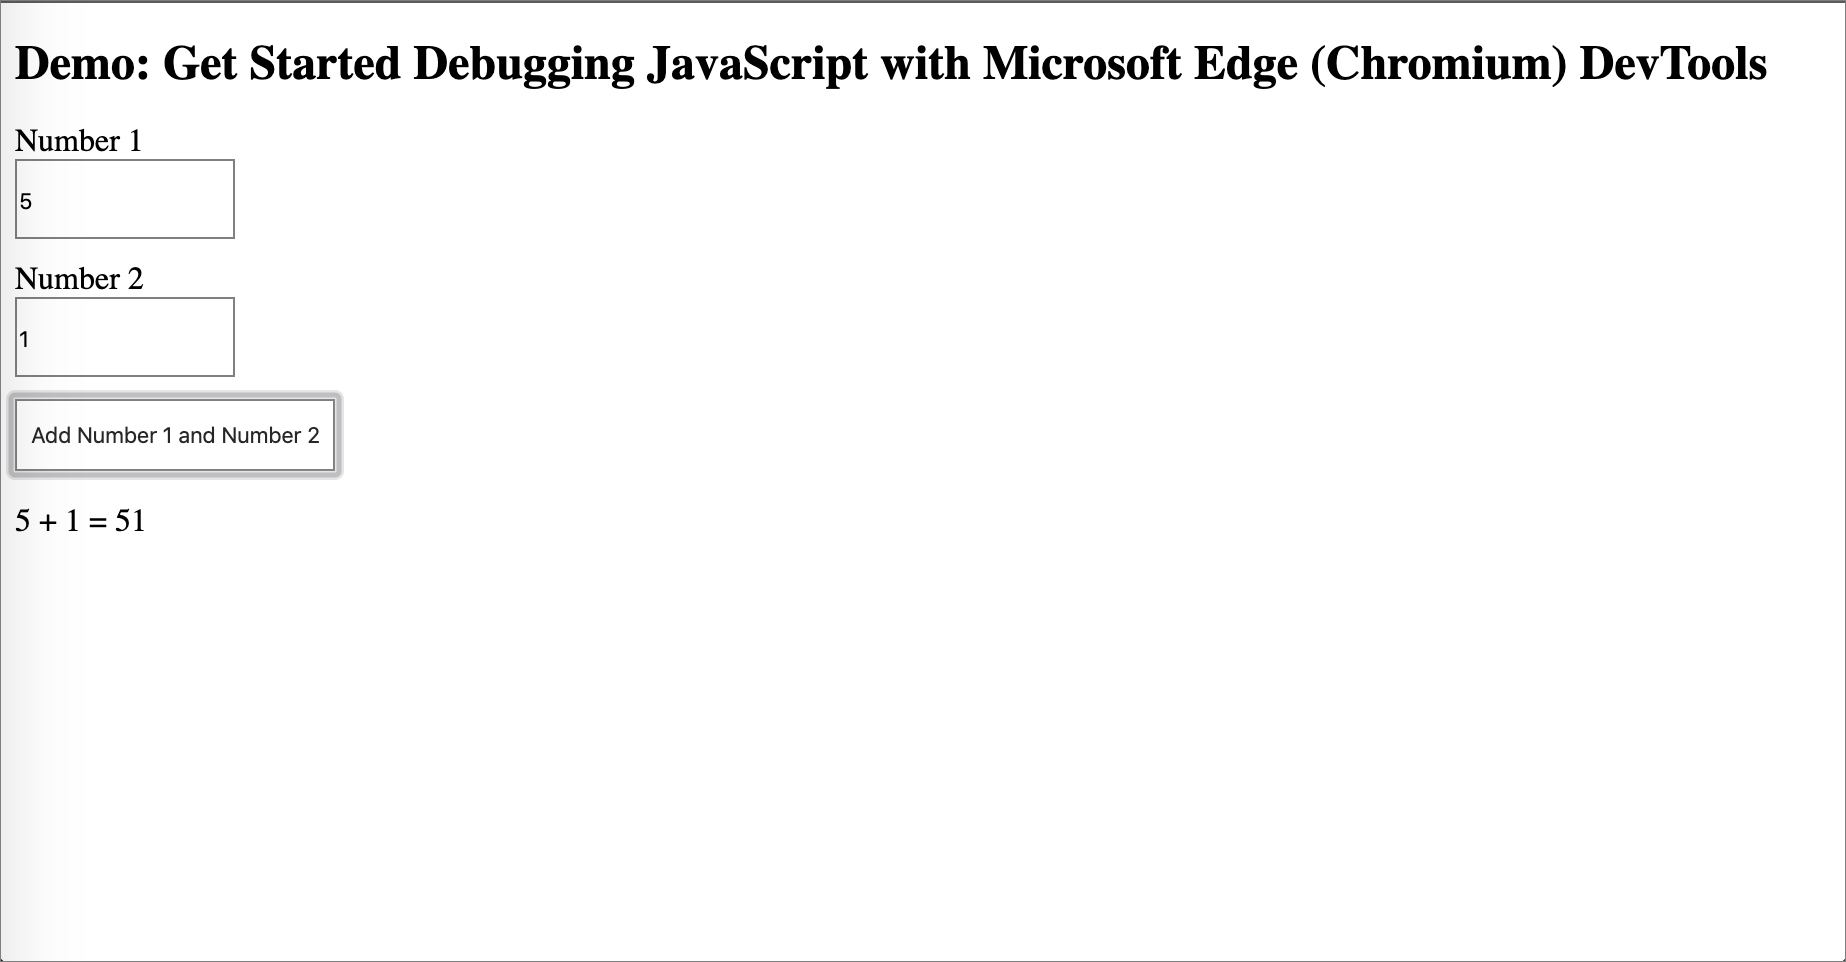 Demo: Get Started Debugging JavaScript with Microsoft Edge (Chromium) DevTools
Number 1
5
Number 2
1
Add Number 1 and Number 2
5 + 1 = 51